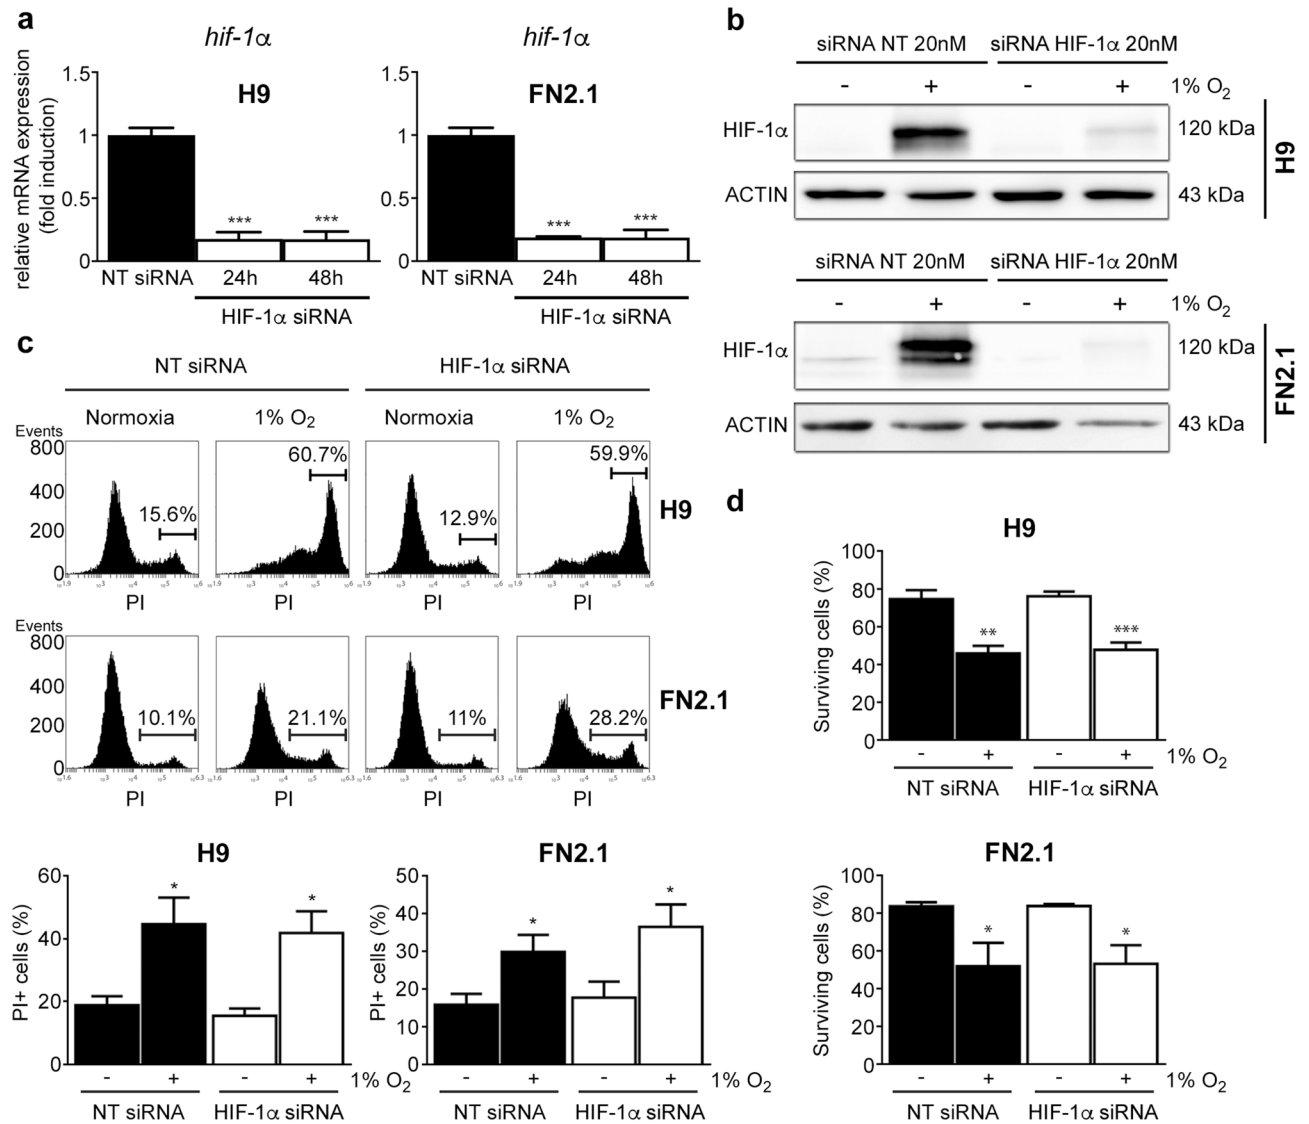 a
hif-1α
hif-1α
relative mRNA expression
(fold induction)
1.5
1
0.5
0
H9
***
***
NT siRNA
24h
48h
HIF-1α siRNA
1.5
1
0.5
0
FN2.1
***
***
NT siRNA
24h
48h
HIF-1α siRNA
b
siRNA NT 20nM
siRNA HIF-1α 20nM
- + - + 1% O2
HIF-1α
120 kDa
ACTIN
43 kDa
H9
siRNA NT 20nM
siRNA HIF-1α 20nM
- + - + 1% O2
HIF-1α
120 kDa
ACTIN
43 kDa
FN2.1
c
NT siRNA
HIF-1α siRNA
Normoxia
1% O2
Normoxia
1% O2
Events
800
400
200
0
15.6%
60.7%
12.9%
59.9%
H9
PI
PI
PI
PI
Events
800
400
200
0
10.1%
21.1%
11%
28.2%
FN2.1
PI
PI
PI
PI
H9
PI+ cells (%)
60
40
20
0
*
*
- + - + 1% O2
NT siRNA
HIF-1α siRNA
FN2.1
PI+ cells (%)
50
40
30
20
10
0
*
*
- + - + 1% O2
NT siRNA
HIF-1α siRNA
d
H9
Surviving cells (%)
100
80
60
40
20
0
**
***
- + - + 1% O2
NT siRNA
HIF-1α siRNA
FN2.1
Surviving cells (%)
100
80
60
40
20
0
*
*
- + - + 1% O2
NT siRNA
HIF-1α siRNA